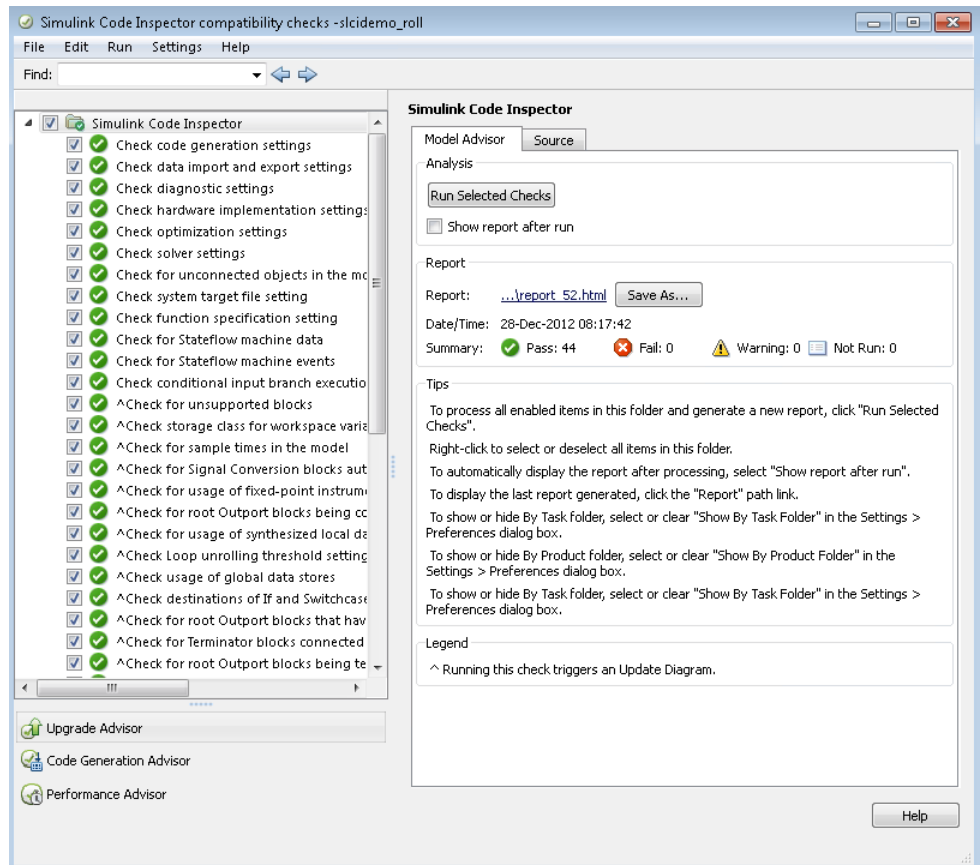 Simulink Code Inspector compatibility checks -slcidemo_roll
File Edit Run Settings Help
Find:
Simulink Code Inspector
Check code generation settings
Check data import and export settings
Check diagnostic settings
Check hardware implementation settings
Check optimization settings
Check solver settings
Check for unconnected objects in the mo
Check system target file setting
Check function specification setting
Check for Stateflow machine data
Check for Stateflow machine events
Check conditional input branch executio
^Check for unsupported blocks
^Check storage class for workspace varia
^Check for sample times in the model
^Check for Signal Conversion blocks aut
^Check for usage of fixed-point instrum
^Check for root Outport blocks being co
^Check for usage of synthesized local da
^Check Loop unrolling threshold setting
^Check usage of global data stores
^Check destinations of If and Switchcase
^Check for root Outport blocks that hav
^Check for Terminator blocks connected
^Check for root Outport blocks being te
Upgrade Advisor
Code Generation Advisor
Performance Advisor
Simulink Code Inspector
Model Advisor Source
Analysis
Run Selected Checks
Show report after run
Report
Report: ...\report_52.html Save As...
Date/Time: 28-Dec-2012 08:17:42
Summary: Pass: 44 Fail: 0 Warning: 0 Not Run: 0
Tips
To process all enabled items in this folder and generate a new report, click "Run Selected
Checks".
Right-click to select or deselect all items in this folder.
To automatically display the report after processing, select "Show report after run".
To display the last report generated, click the "Report" path link.
To show or hide By Task folder, select or clear "Show By Task Folder" in the Settings >
Preferences dialog box.
To show or hide By Product folder, select or clear "Show By Product Folder" in the
Settings > Preferences dialog box.
To show or hide By Task folder, select or clear "Show By Task Folder" in the Settings >
Preferences dialog box.
Legend
^ Running this check triggers an Update Diagram.
Help